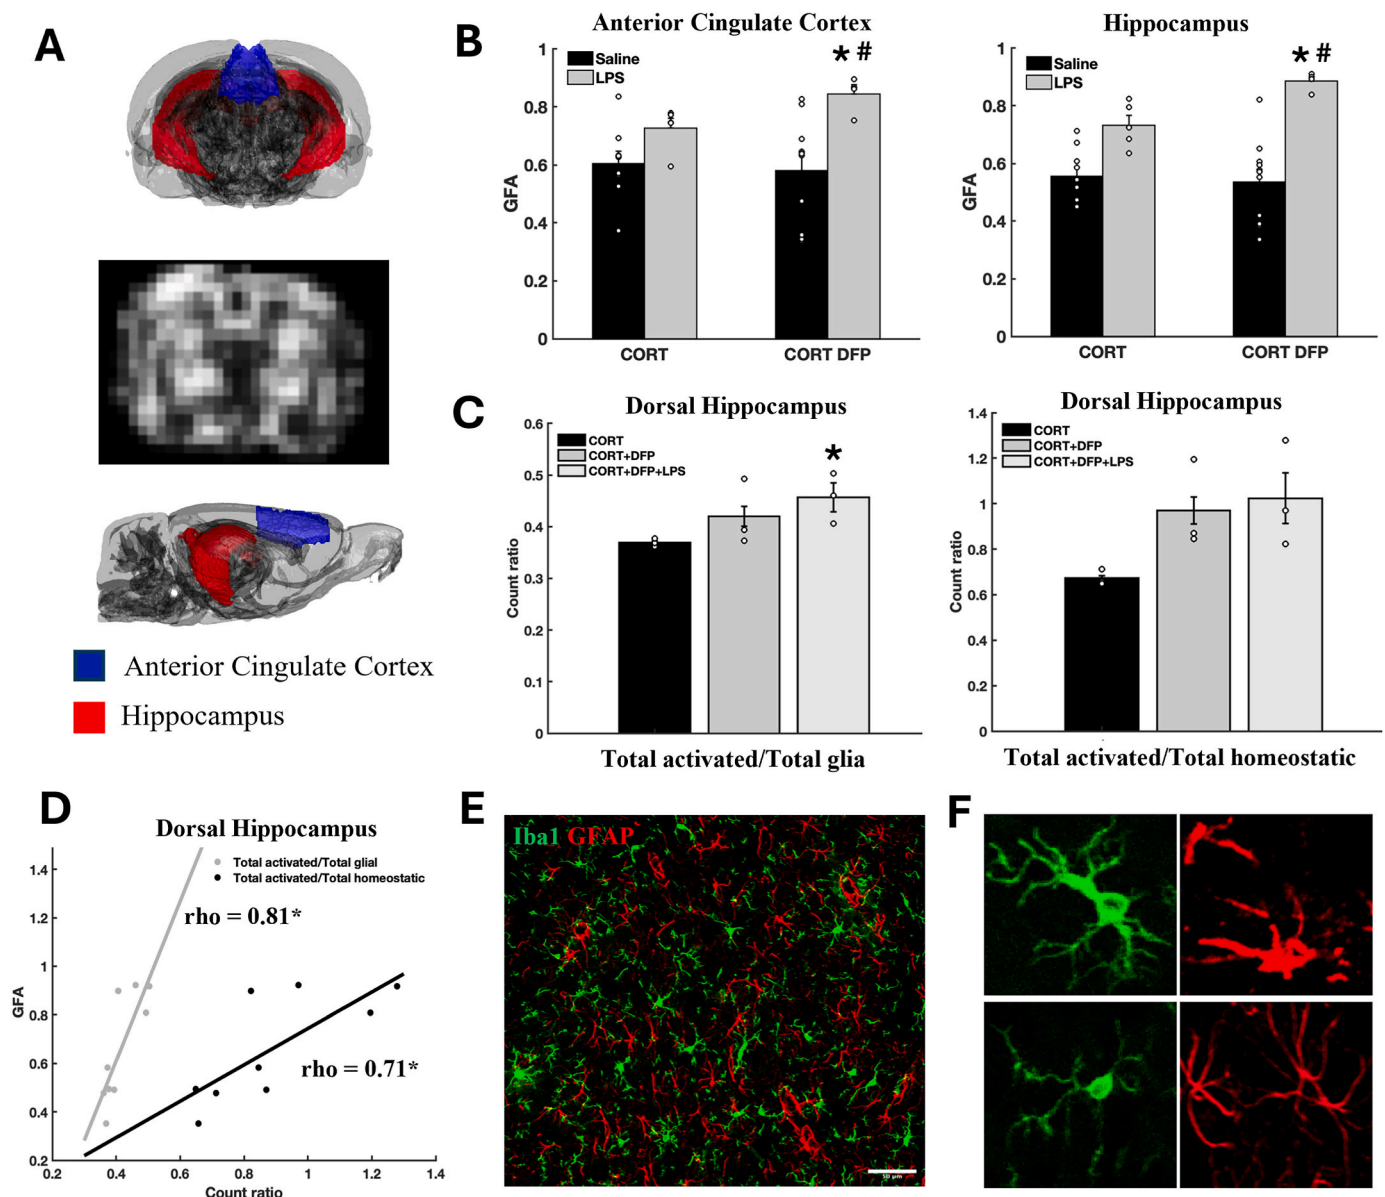 A
Anterior Cingulate Cortex
Hippocampus
B
Anterior Cingulate Cortex
Saline
LPS
* #
GFA
1
0.8
0.6
0.4
0.2
0
CORT
CORT DFP
Hippocampus
Saline
LPS
* #
GFA
1
0.8
0.6
0.4
0.2
0
CORT
CORT DFP
C
Dorsal Hippocampus
CORT
CORT+DFP
CORT+DFP+LPS
*
Count ratio
0.6
0.5
0.4
0.3
0.2
0.1
0
Total activated/Total glia
Dorsal Hippocampus
CORT
CORT+DFP
CORT+DFP+LPS
Count ratio
1.4
1.2
1
0.8
0.6
0.4
0.2
0
Total activated/Total homeostatic
D
Dorsal Hippocampus
Total activated/Total glial
Total activated/Total homeostatic
rho = 0.81*
rho = 0.71*
GFA
1.4
1.2
1
0.8
0.6
0.4
0.2
0.2
0.4
0.6
0.8
1
1.2
1.4
Count ratio
E
Iba1 GFAP
50 µm
F